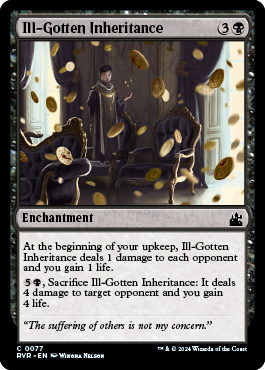 Ill-Gotten Inheritance 3
Enchantment
At the beginning of your upkeep, Ill-Gotten
Inheritance deals 1 damage to each opponent
and you gain 1 life.
5, Sacrifice Ill-Gotten Inheritance: It deals
4 damage to target opponent and you gain
4 life.
“The suffering of others is not my concern.”
C 0077
RVR • EN Winona Nelson
™ & © 2024 Wizards of the Coast